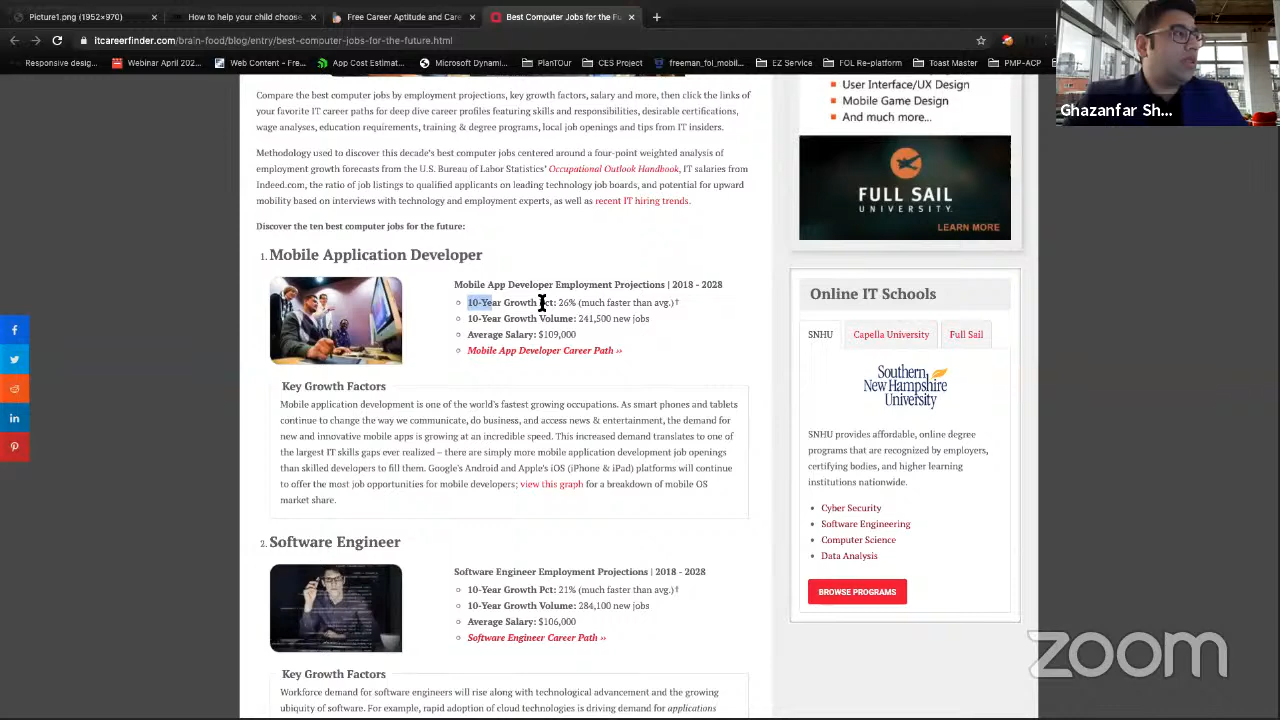 Picture1.png (1952×970)
How to help your child choose
Free Career Aptitude and Care
Best Computer Jobs for the Fu
itcareerfinder.com/brain-food/blog/entry/best-computer-jobs-for-the-future.html
Responsive desig...
Webinar April 202...
Web Content - Fre...
App Cost Estimat...
Microsoft Dynami...
PlanTOur
CES Project
freeman_fol_mobil...
EZ Service
FOL Re-platform
Toast Master
PMP-ACP
Ghazanfar Sh...
Compare the best computer jobs by employment projections, key growth factors, salary and more, then click the links of
your favorite IT career paths for deep dive career profiles featuring skills and responsibilities, desirable certifications,
wage analyses, education requirements, training & degree programs, local job openings and tips from IT insiders.
Methodology used to discover this decade's best computer jobs centered around a four-point weighted analysis of
employment growth forecasts from the U.S. Bureau of Labor Statistics' Occupational Outlook Handbook, IT salaries from
Indeed.com, the ratio of job listings to qualified applicants on leading technology job boards, and potential for upward
mobility based on interviews with technology and employment experts, as well as recent IT hiring trends.
Discover the ten best computer jobs for the future:
1. Mobile Application Developer
Mobile App Developer Employment Projections | 2018 - 2028
10-Year Growth Pct: 26% (much faster than avg.)†
10-Year Growth Volume: 241,500 new jobs
Average Salary: $109,000
Mobile App Developer Career Path ››
Key Growth Factors
Mobile application development is one of the world's fastest growing occupations. As smart phones and tablets
continue to change the way we communicate, do business, and access news & entertainment, the demand for
new and innovative mobile apps is growing at an incredible speed. This increased demand translates to one of
the largest IT skills gaps ever realized – there are simply more mobile application development job openings
than skilled developers to fill them. Google's Android and Apple's iOS (iPhone & iPad) platforms will continue
to offer the most job opportunities for mobile developers; view this graph for a breakdown of mobile OS
market share.
2. Software Engineer
Software Engineer Employment Projections | 2018 - 2028
10-Year Growth Pct: 21% (much faster than avg.)†
10-Year Growth Volume: 284,100 new jobs
Average Salary: $106,000
Software Engineer Career Path ››
Key Growth Factors
Workforce demand for software engineers will rise along with technological advancement and the growing
ubiquity of software. For example, rapid adoption of cloud technologies is driving demand for applications
User Interface/UX Design
Mobile Game Design
And much more...
FULL SAIL
UNIVERSITY.
LEARN MORE
Online IT Schools
SNHU
Capella University
Full Sail
Southern
New Hampshire
University
SNHU provides affordable, online degree
programs that are recognized by employers,
certifying bodies, and higher learning
institutions nationwide.
Cyber Security
Software Engineering
Computer Science
Data Analysis
BROWSE PROGRAMS
zoom